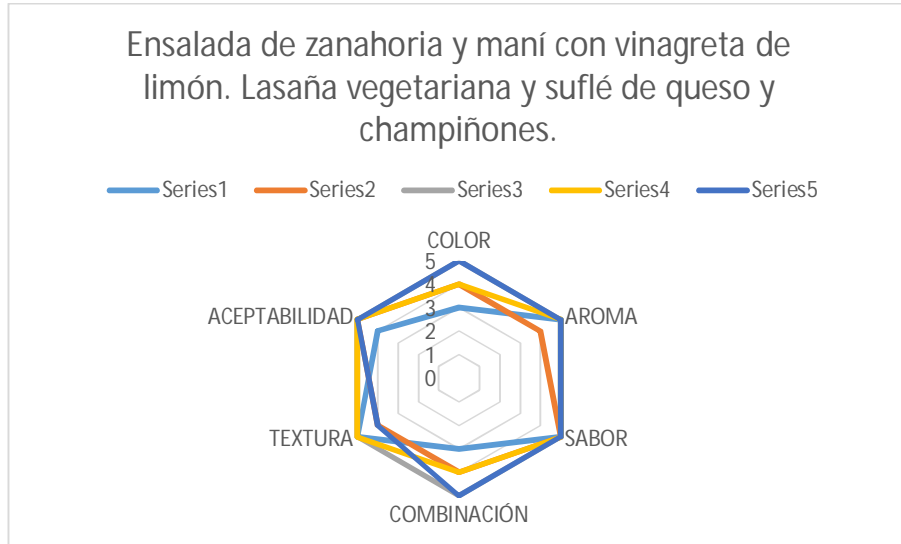 Ensalada de zanahoria y maní con vinagreta de
limón. Lasaña vegetariana y suflé de queso y
champiñones.
Series1 Series2 Series3 Series4 Series5
COLOR
5
4
3
2
1
0
ACEPTABILIDAD
AROMA
TEXTURA
SABOR
COMBINACIÓN